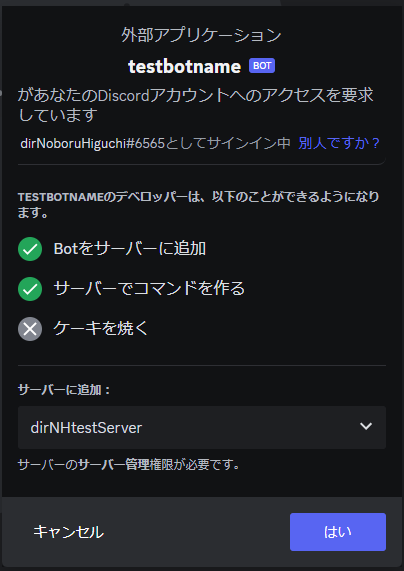 外部アプリケーション
testbotname BOT
があなたのDiscordアカウントへのアクセスを要求
しています
dirNoboruHiguchi#6565としてサインイン中 別人ですか？
TESTBOTNAMEのデベロッパーは、以下のことができるようになり
ます。
Botをサーバーに追加
サーバーでコマンドを作る
ケーキを焼く
サーバーに追加：
dirNHtestServer
サーバーのサーバー管理権限が必要です。
キャンセル はい